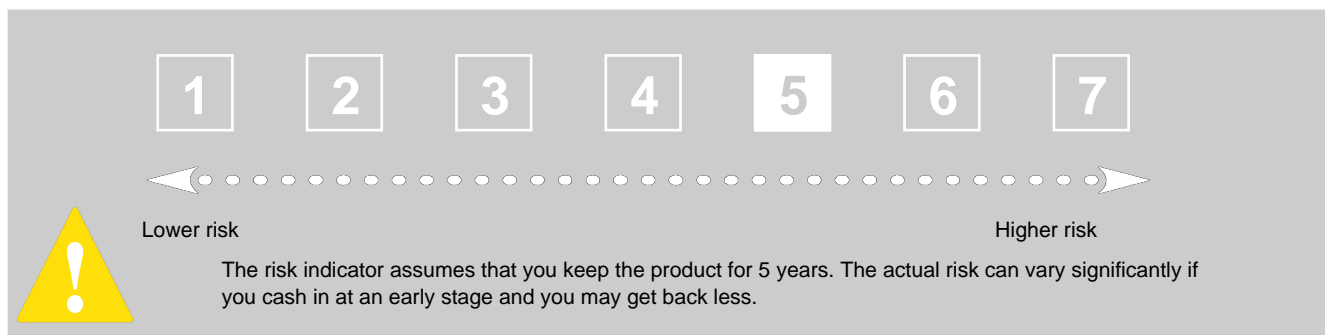 1 2 3 4 5 6 7
Lower risk Higher risk
!
The risk indicator assumes that you keep the product for 5 years. The actual risk can vary significantly if
you cash in at an early stage and you may get back less.